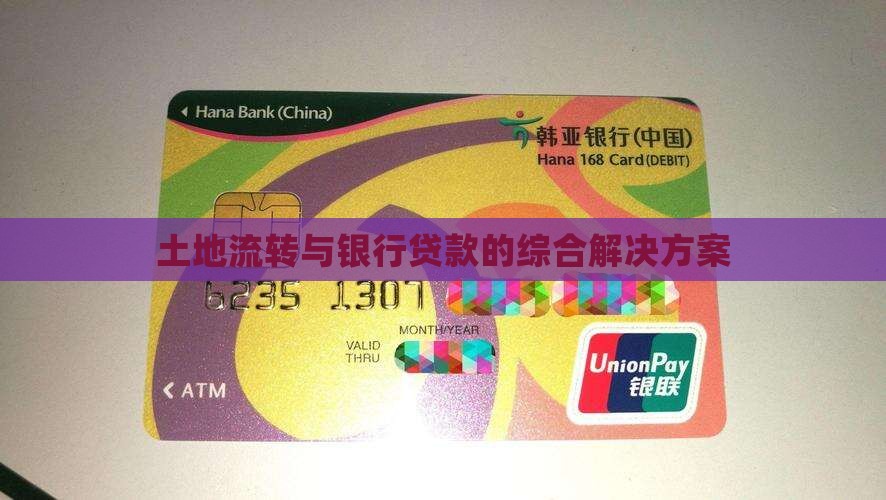 Hana Bank (China)
韩亚银行(中国)
Hana 168 Card(DEBIT)
土地流转与银行贷款的综合解决方案
6235 1307
MONTH/YEAR
VALID
THRU
ATM
UnionPay
银联